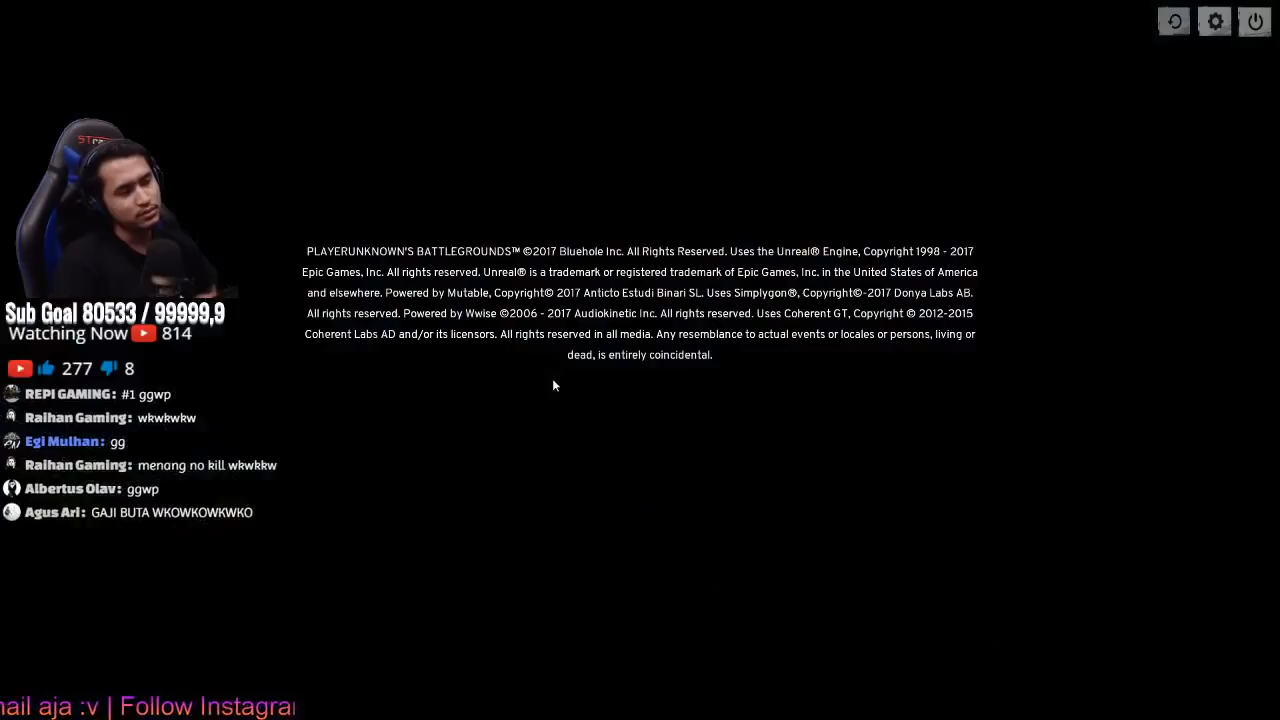 PLAYERUNKNOWN'S BATTLEGROUNDS™ ©2017 Bluehole Inc. All Rights Reserved. Uses the Unreal® Engine, Copyright 1998 - 2017
Epic Games, Inc. All rights reserved. Unreal® is a trademark or registered trademark of Epic Games, Inc. in the United States of America
and elsewhere. Powered by Mutable, Copyright© 2017 Anticto Estudi Binari SL. Uses Simplygon®, Copyright©-2017 Donya Labs AB.
All rights reserved. Powered by Wwise ©2006 - 2017 Audiokinetic Inc. All rights reserved. Uses Coherent GT, Copyright © 2012-2015
Coherent Labs AD and/or its licensors. All rights reserved in all media. Any resemblance to actual events or locales or persons, living or
dead, is entirely coincidental.
Sub Goal 80533 / 99999,9
Watching Now 814
277 8
REPI GAMING: #1 ggwp
Raihan Gaming: wkwkwkw
Egi Mulhan: gg
Raihan Gaming: menang no kill wkwkkw
Albertus Olav: ggwp
Agus Ari: GAJI BUTA WKOWKOWKWKO
aja :v | Follow Instagra